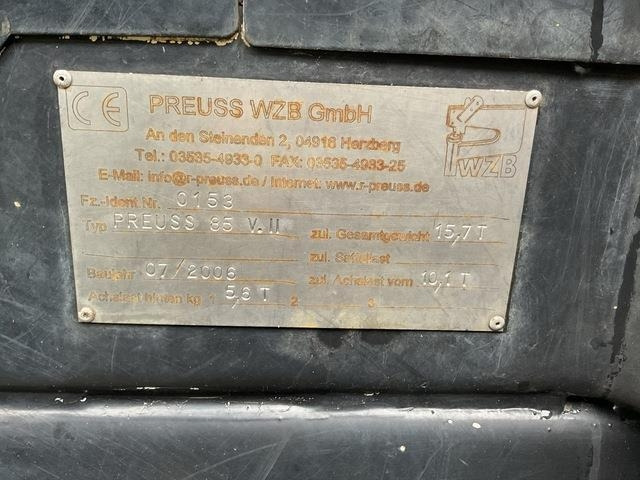 CE
PREUSS WZB GmbH
An den Steinenden 2, 04916 Herzberg
Tel.: 03535-4933-0 FAX: 03535-4933-25
E-Mail: info@r-preuss.de / Internet: www.r-preuss.de
WZB
Fz.-Ident Nr. 0153
Typ PREUSS 85 V.II zul. Gesamtgewicht 15,7T
zul. Sattellast
Baujahr 07/2006 zul. Achslast vorn 10,1 T
Achslast hinten kg 1 5,6 T 2 3